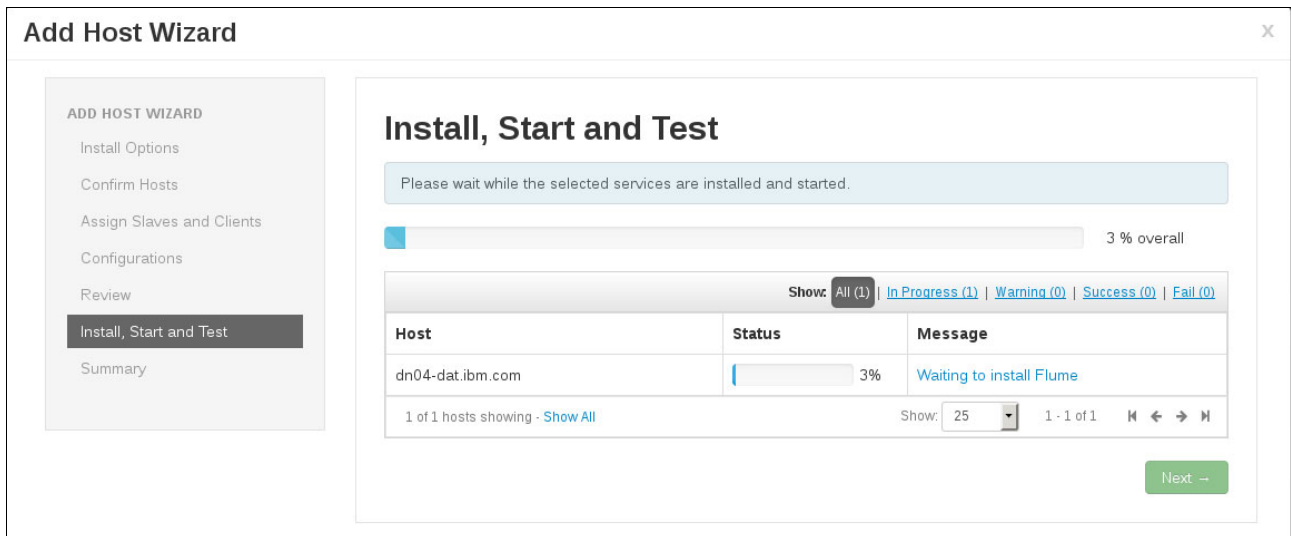 Add Host Wizard
X
ADD HOST WIZARD
Install Options
Confirm Hosts
Assign Slaves and Clients
Configurations
Review
Install, Start and Test
Summary
Install, Start and Test
Please wait while the selected services are installed and started.
3 % overall
Show: All (1) | In Progress (1) | Warning (0) | Success (0) | Fail (0)
Host Status Message
dn04-dat.ibm.com 3% Waiting to install Flume
1 of 1 hosts showing - Show All Show: 25 1 - 1 of 1
Next →